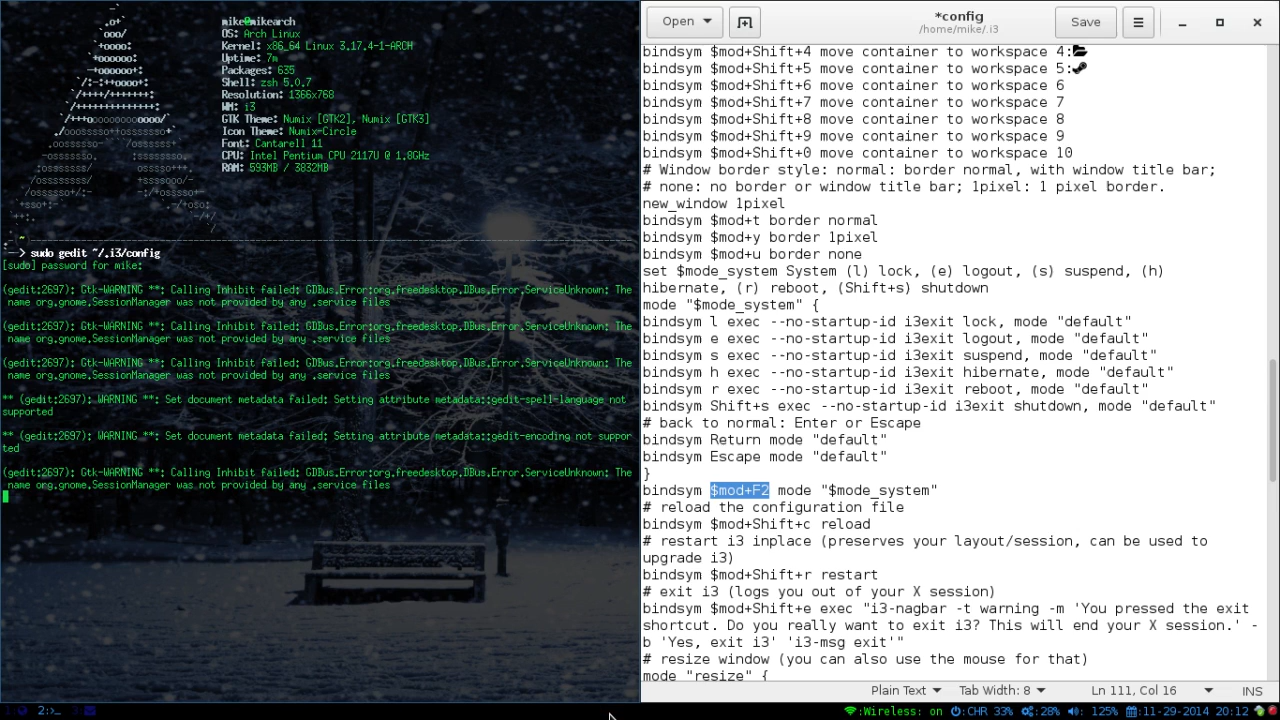 mike@mikearch
OS: Arch Linux
Kernel: x86_64 Linux 3.17.4-1-ARCH
Uptime: 7m
Packages: 635
Shell: zsh 5.0.7
Resolution: 1366x768
WM: i3
GTK Theme: Numix [GTK2], Numix [GTK3]
Icon Theme: Numix-Circle
Font: Cantarell 11
CPU: Intel Pentium CPU 2117U @ 1.8GHz
RAM: 593MB / 3832MB
~
--> sudo gedit ~/.i3/config
[sudo] password for mike:
(gedit:2697): Gtk-WARNING **: Calling Inhibit failed: GDBus.Error:org.freedesktop.DBus.Error.ServiceUnknown: The
name org.gnome.SessionManager was not provided by any .service files
(gedit:2697): Gtk-WARNING **: Calling Inhibit failed: GDBus.Error:org.freedesktop.DBus.Error.ServiceUnknown: The
name org.gnome.SessionManager was not provided by any .service files
(gedit:2697): Gtk-WARNING **: Calling Inhibit failed: GDBus.Error:org.freedesktop.DBus.Error.ServiceUnknown: The
name org.gnome.SessionManager was not provided by any .service files
** (gedit:2697): WARNING **: Set document metadata failed: Setting attribute metadata::gedit-spell-language not
supported
** (gedit:2697): WARNING **: Set document metadata failed: Setting attribute metadata::gedit-encoding not suppor
ted
(gedit:2697): Gtk-WARNING **: Calling Inhibit failed: GDBus.Error:org.freedesktop.DBus.Error.ServiceUnknown: The
name org.gnome.SessionManager was not provided by any .service files
Open
*config
/home/mike/.i3
Save
bindsym $mod+Shift+4 move container to workspace 4:
bindsym $mod+Shift+5 move container to workspace 5:
bindsym $mod+Shift+6 move container to workspace 6
bindsym $mod+Shift+7 move container to workspace 7
bindsym $mod+Shift+8 move container to workspace 8
bindsym $mod+Shift+9 move container to workspace 9
bindsym $mod+Shift+0 move container to workspace 10
# Window border style: normal: border normal, with window title bar;
# none: no border or window title bar; 1pixel: 1 pixel border.
new_window 1pixel
bindsym $mod+t border normal
bindsym $mod+y border 1pixel
bindsym $mod+u border none
set $mode_system System (l) lock, (e) logout, (s) suspend, (h)
hibernate, (r) reboot, (Shift+s) shutdown
mode "$mode_system" {
bindsym l exec --no-startup-id i3exit lock, mode "default"
bindsym e exec --no-startup-id i3exit logout, mode "default"
bindsym s exec --no-startup-id i3exit suspend, mode "default"
bindsym h exec --no-startup-id i3exit hibernate, mode "default"
bindsym r exec --no-startup-id i3exit reboot, mode "default"
bindsym Shift+s exec --no-startup-id i3exit shutdown, mode "default"
# back to normal: Enter or Escape
bindsym Return mode "default"
bindsym Escape mode "default"
}
bindsym $mod+F2 mode "$mode_system"
# reload the configuration file
bindsym $mod+Shift+c reload
# restart i3 inplace (preserves your layout/session, can be used to
upgrade i3)
bindsym $mod+Shift+r restart
# exit i3 (logs you out of your X session)
bindsym $mod+Shift+e exec "i3-nagbar -t warning -m 'You pressed the exit
shortcut. Do you really want to exit i3? This will end your X session.' -
b 'Yes, exit i3' 'i3-msg exit'"
# resize window (you can also use the mouse for that)
mode "resize" {
Plain Text
Tab Width: 8
Ln 111, Col 16
INS
1:
2:>_
3:
:Wireless: on
:CHR 33%
:28%
: 125%
:11-29-2014
20:12